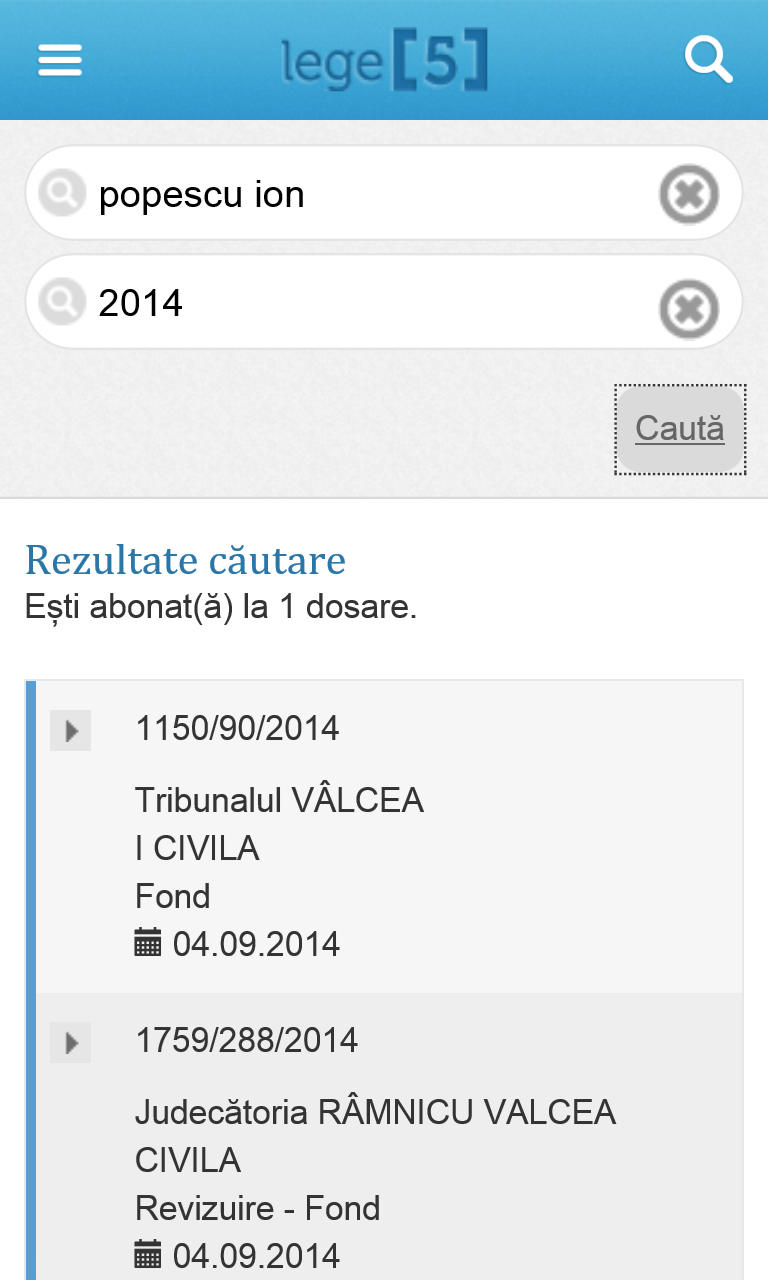 lege[5]
popescu ion
2014
Caută
Rezultate căutare
Ești abonat(ă) la 1 dosare.
1150/90/2014
Tribunalul VÂLCEA
I CIVILA
Fond
04.09.2014
1759/288/2014
Judecătoria RÂMNICU VALCEA
CIVILA
Revizuire - Fond
04.09.2014